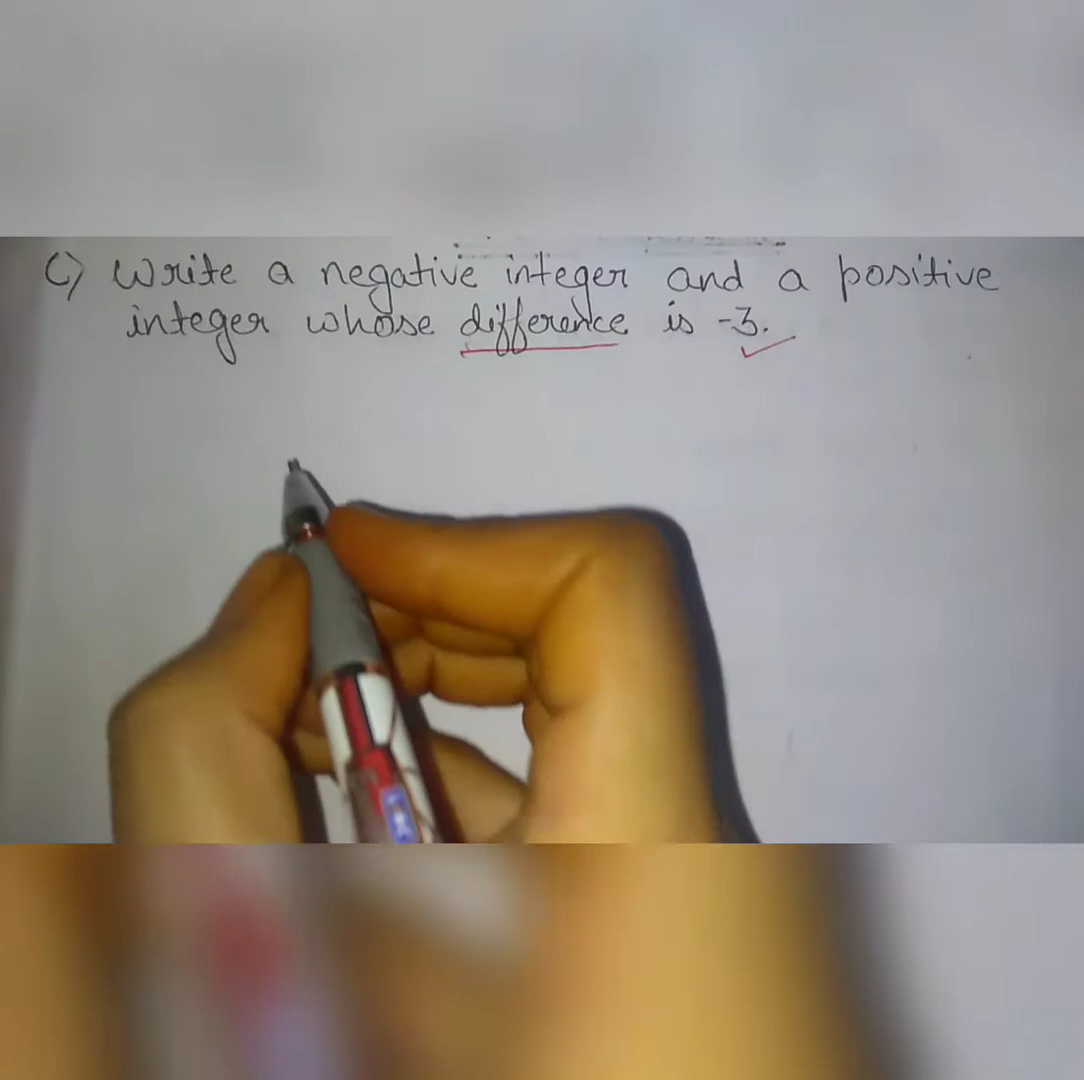 c) Write a negative integer and a positive
integer whose difference is -3.